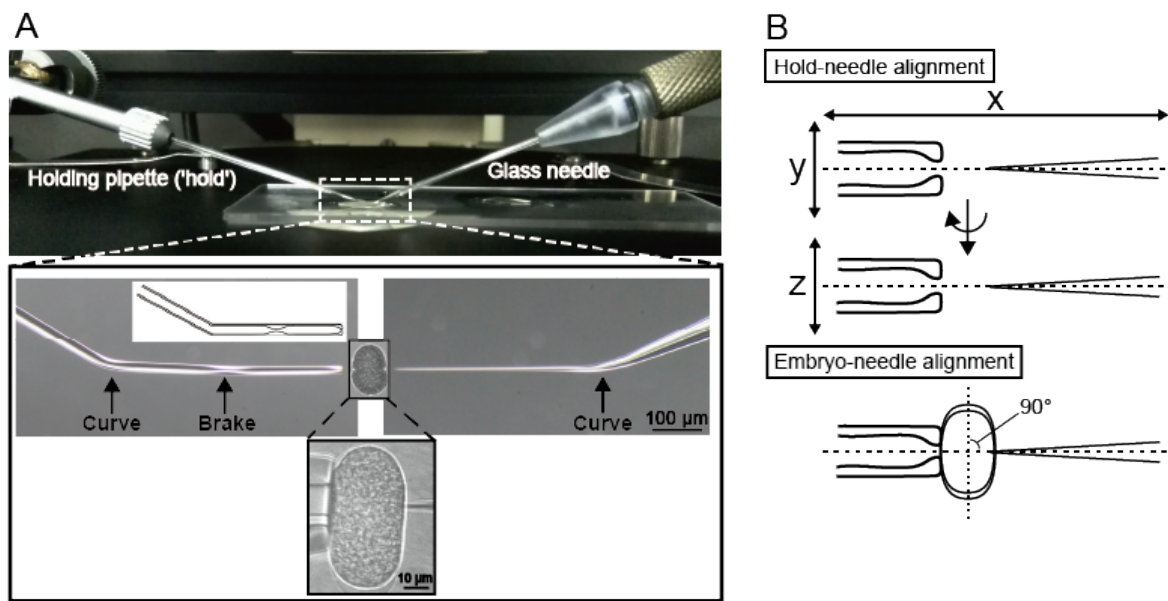 A
Holding pipette ('hold')
Glass needle
Curve
Brake
Curve
100 µm
10 µm
B
Hold-needle alignment
x
y
z
Embryo-needle alignment
90°